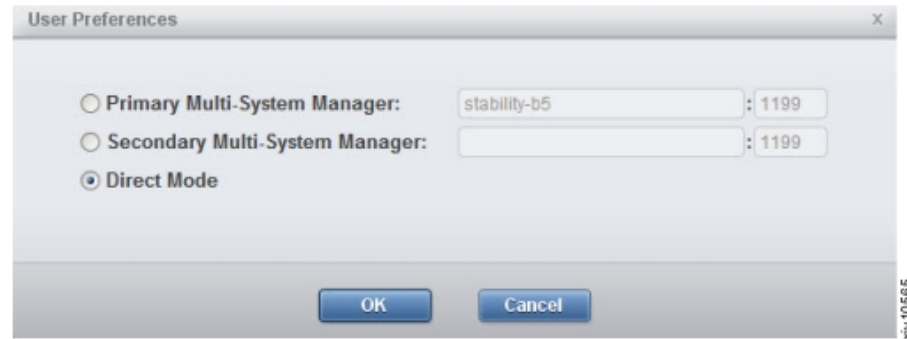 User Preferences x
Primary Multi-System Manager: stability-b5 : 1199
Secondary Multi-System Manager: : 1199
Direct Mode
OK Cancel